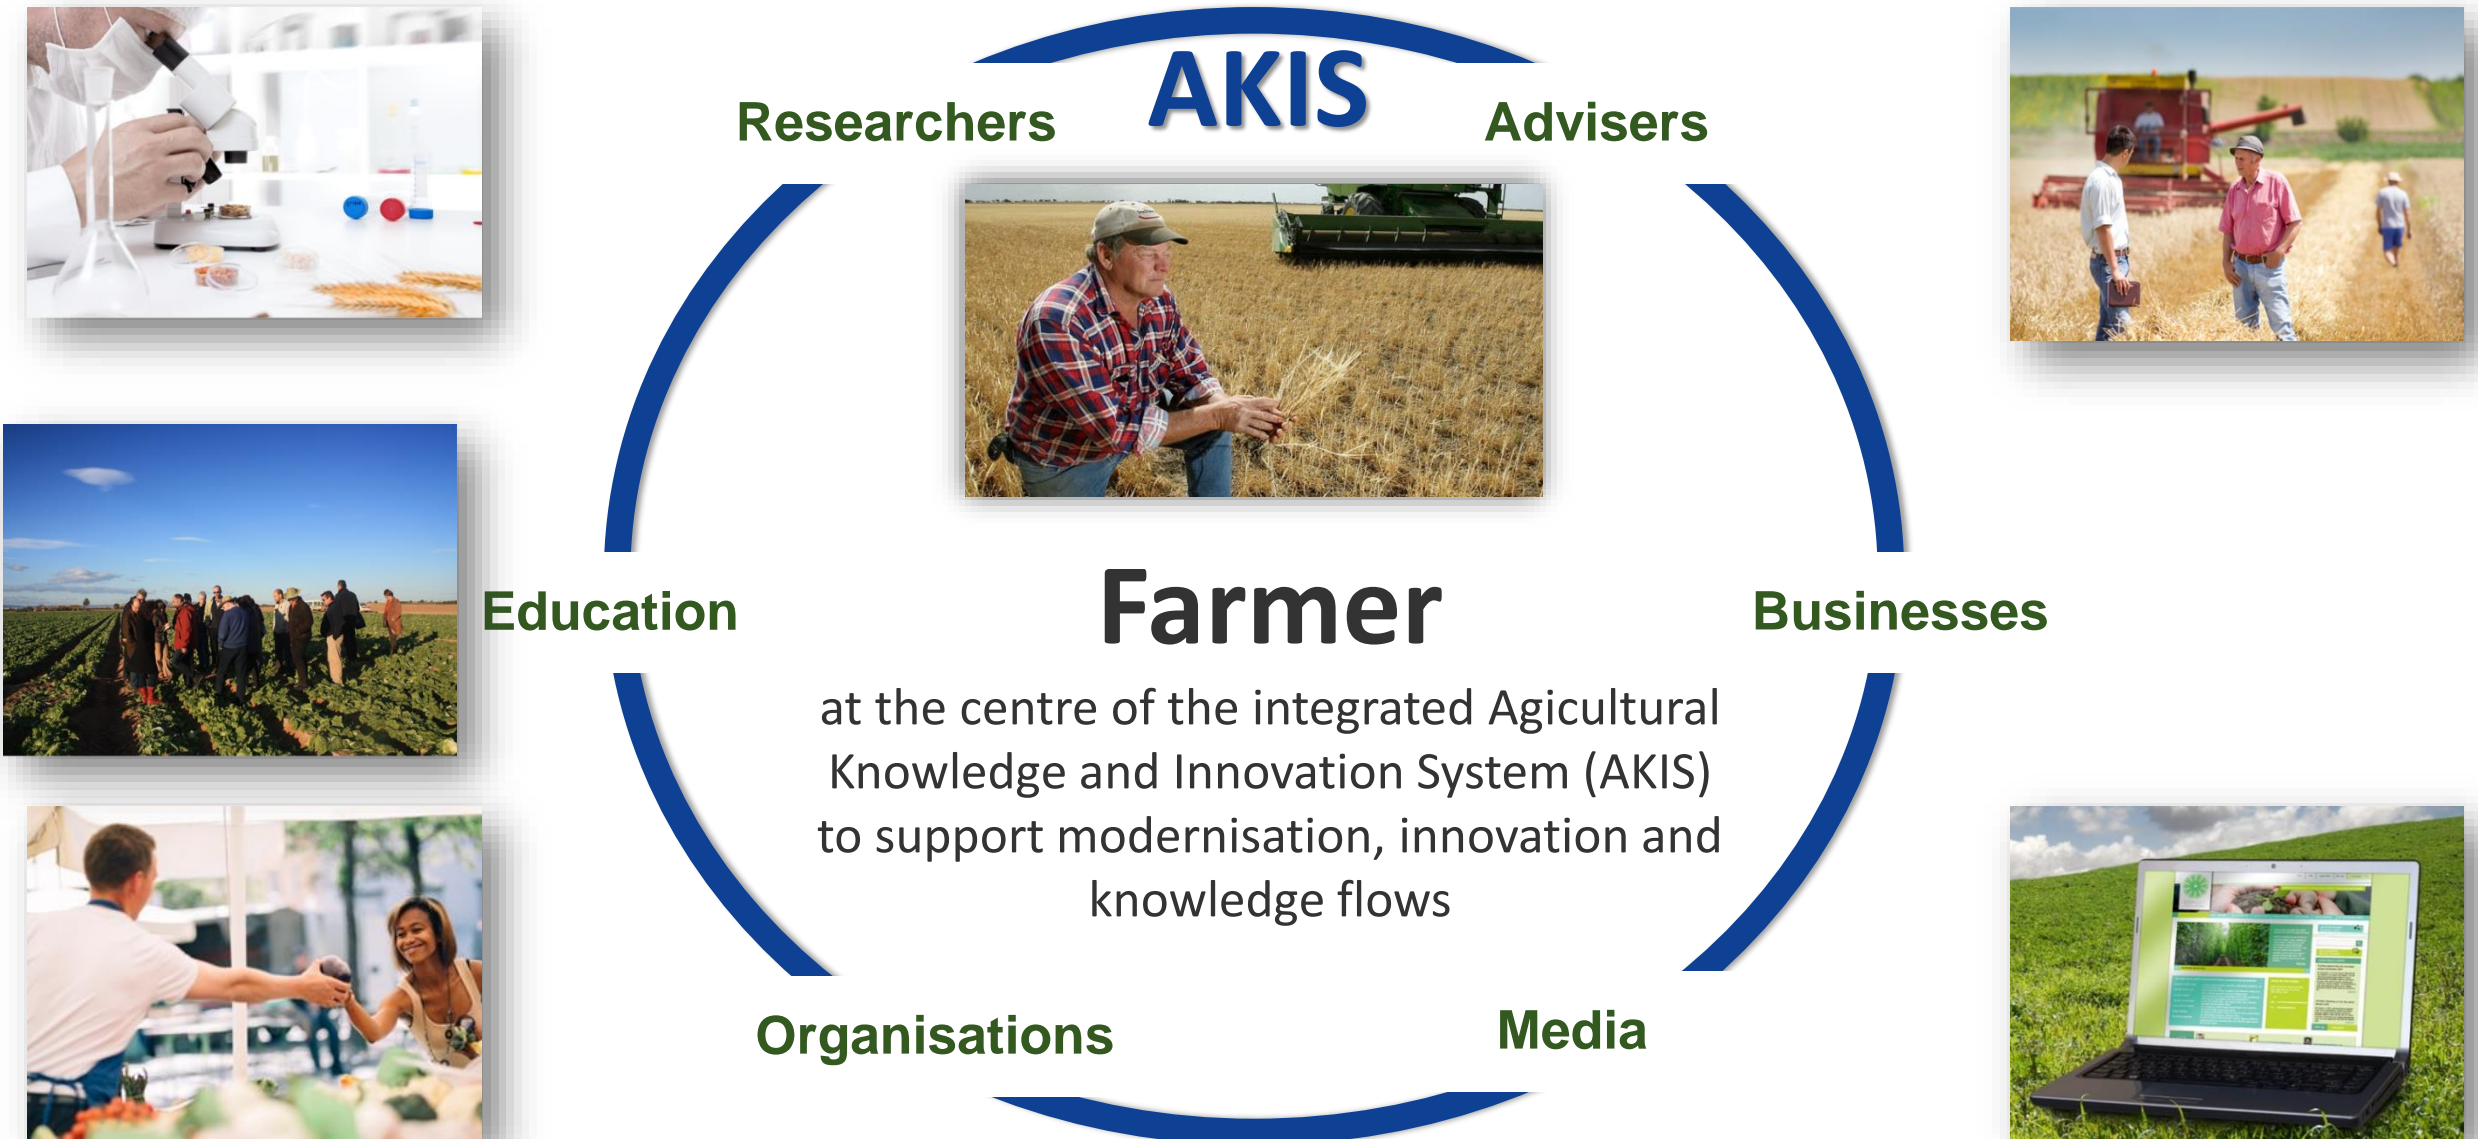 AKIS
Researchers
Advisers
Farmer
Education
Businesses
at the centre of the integrated Agicultural
Knowledge and Innovation System (AKIS)
to support modernisation, innovation and
knowledge flows
Organisations
Media